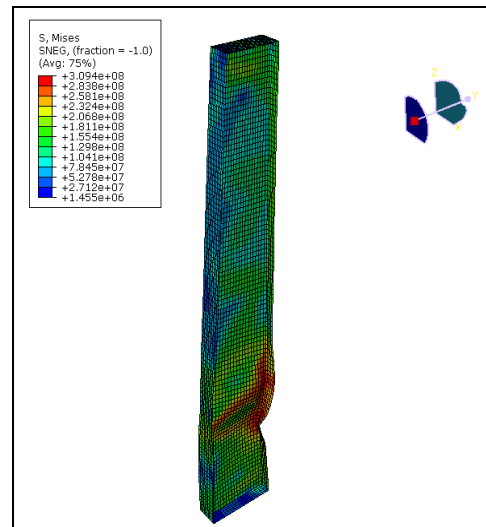 S, Mises
SNEG, (fraction = -1.0)
(Avg: 75%)
+3.094e+08
+2.838e+08
+2.581e+08
+2.324e+08
+2.068e+08
+1.811e+08
+1.554e+08
+1.298e+08
+1.041e+08
+7.845e+07
+5.278e+07
+2.712e+07
+1.455e+06
Z
Y
X